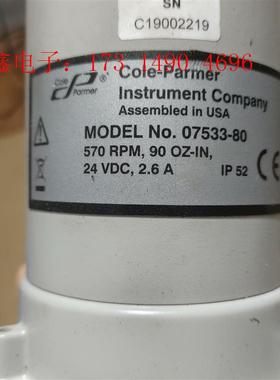 SN
C19002219
鑫电子：173 1490 4696
Cole
Parmer
Cole-Parmer
Instrument Company
Assembled in USA
MODEL No. 07533-80
570 RPM, 90 OZ-IN,
24 VDC, 2.6 A IP 52